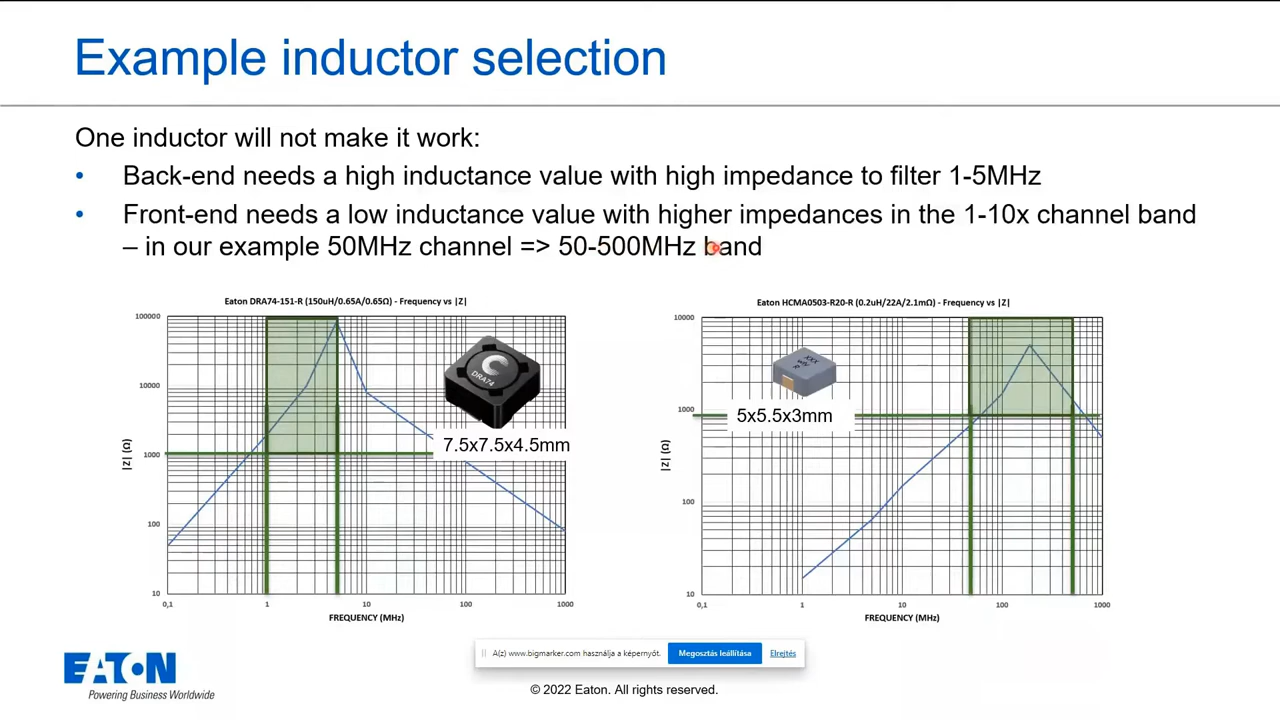 Example inductor selection
One inductor will not make it work:
• Back-end needs a high inductance value with high impedance to filter 1-5MHz
• Front-end needs a low inductance value with higher impedances in the 1-10x channel band
– in our example 50MHz channel => 50-500MHz band
Eaton DRA74-151-R (150uH/0.65A/0.65Ω) - Frequency vs |Z|
100000
10000
1000
100
10
|Z| (Ω)
0,1 1 10 100 1000
FREQUENCY (MHz)
DRA74
7.5x7.5x4.5mm
Eaton HCMA0503-R20-R (0.2uH/22A/2.1mΩ) - Frequency vs |Z|
10000
1000
100
10
|Z| (Ω)
0,1 1 10 100 1000
FREQUENCY (MHz)
XXX
R
5x5.5x3mm
A(z) www.bigmarker.com használja a képernyőt.
Megosztás leállítása
Elrejtés
EATON
Powering Business Worldwide
© 2022 Eaton. All rights reserved.